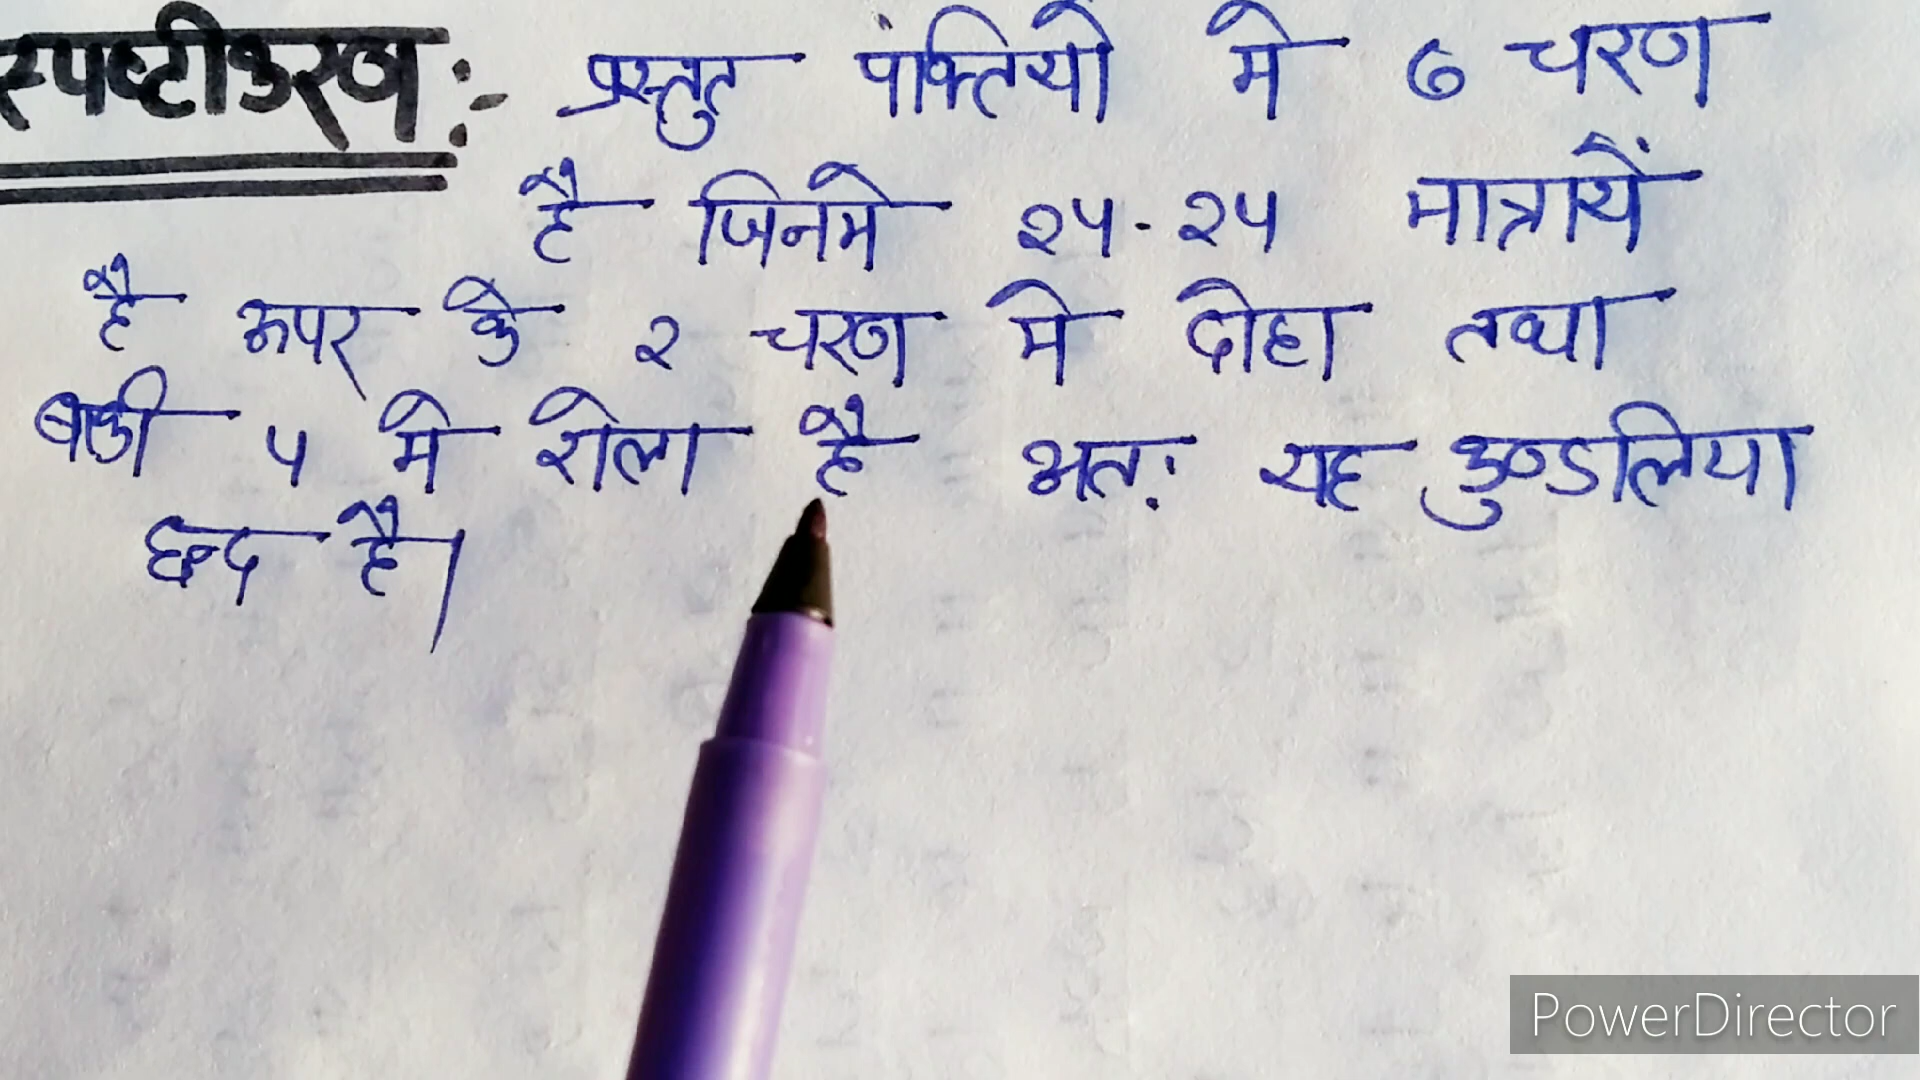 स्पष्टीकरण:- प्रस्तुत पंक्तियो मे 6 चरण
है जिनमे 24-24 मात्रायें
है ऊपर के 2 चरण मे दोहा तथा
बाकी 4 मे रोला है अतः यह कुण्डलिया
छन्द है।
PowerDirector